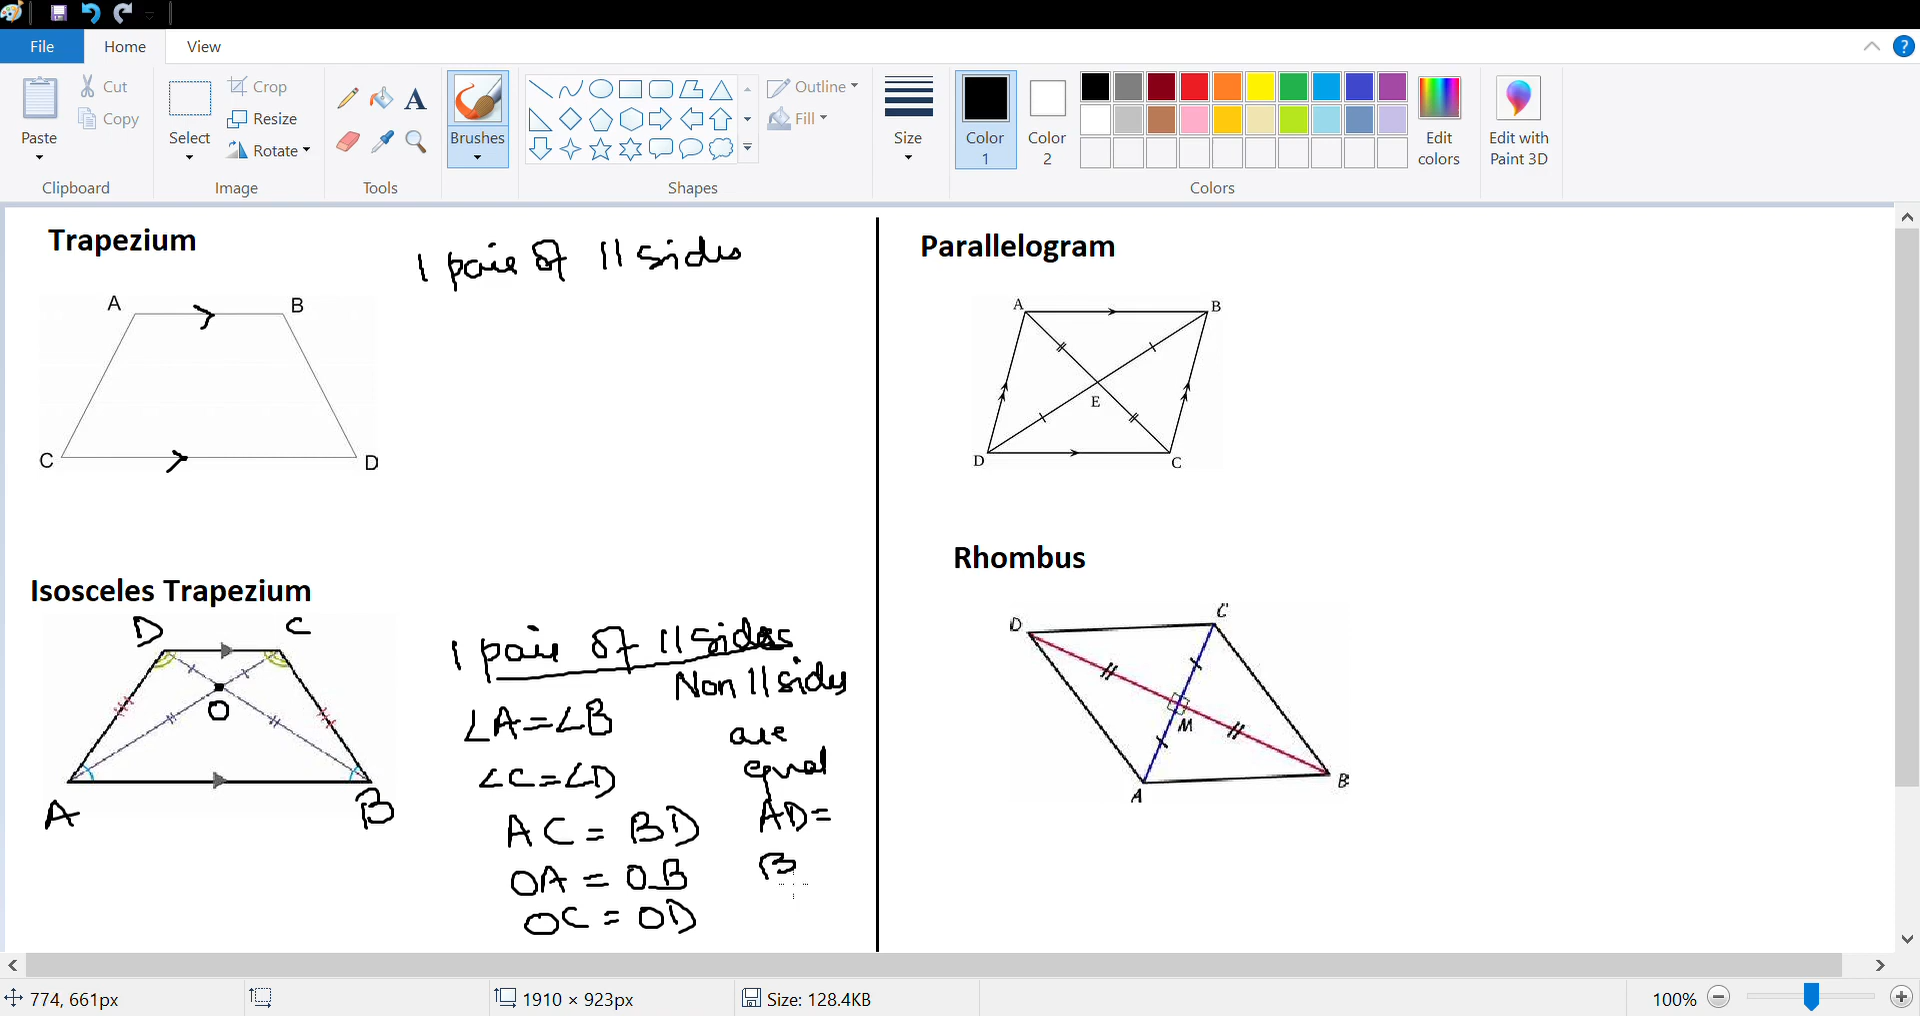 File
Home
View
Paste
Cut
Copy
Clipboard
Select
Crop
Resize
Rotate
Image
Tools
Brushes
Shapes
Outline
Fill
Size
Color 1
Color 2
Edit colors
Colors
Edit with Paint 3D
Trapezium
1 pair of || sides
A B
C D
Isosceles Trapezium
D C
O
A B
1 pair of || sides
Non || sides
are
equal
AD =
B
∠A = ∠B
∠C = ∠D
AC = BD
OA = OB
OC = OD
Parallelogram
A B
E
D C
Rhombus
D C
M
A B
774, 661px
1910 × 923px
Size: 128.4KB
100%